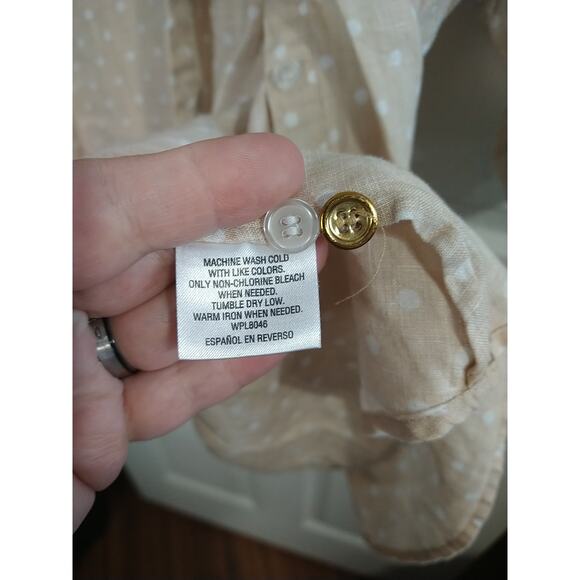 MACHINE WASH COLD
WITH LIKE COLORS.
ONLY NON-CHLORINE BLEACH
WHEN NEEDED.
TUMBLE DRY LOW.
WARM IRON WHEN NEEDED.
WPL8046
ESPAÑOL EN REVERSO